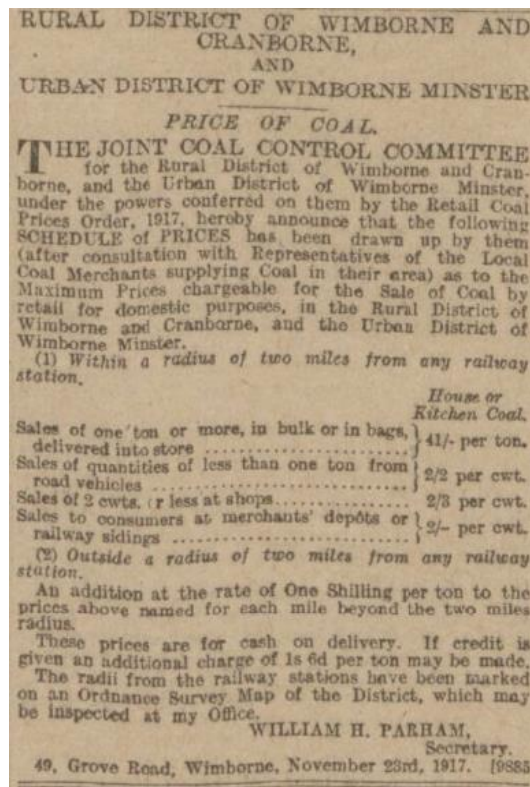 RURAL DISTRICT OF WIMBORNE AND
CRANBORNE,
AND
URBAN DISTRICT OF WIMBORNE MINSTER
PRICE OF COAL.
THE JOINT COAL CONTROL COMMITTEE
for the Rural District of Wimborne and Cran-
borne, and the Urban District of Wimborne Minster,
under the powers conferred on them by the Retail Coal
Prices Order, 1917, hereby announce that the following
SCHEDULE of PRICES has been drawn up by them
(after consultation with Representatives of the Local
Coal Merchants supplying Coal in their area) as to the
Maximum Prices chargeable for the Sale of Coal by
retail for domestic purposes, in the Rural District of
Wimborne and Cranborne, and the Urban District of
Wimborne Minster.
(1) Within a radius of two miles from any railway
station.
House or
Kitchen Coal.
Sales of one ton or more, in bulk or in bags,
delivered into store .......................... } 41/- per ton.
Sales of quantities of less than one ton from
road vehicles ................................ } 2/2 per cwt.
Sales of 2 cwts. or less at shops............... 2/3 per cwt.
Sales to consumers at merchants' depôts or
railway sidings .............................. } 2/- per cwt.
(2) Outside a radius of two miles from any railway
station.
An addition at the rate of One Shilling per ton to the
prices above named for each mile beyond the two miles
radius.
These prices are for cash on delivery. If credit is
given an additional charge of 1s 6d per ton may be made.
The radii from the railway stations have been marked
on an Ordnance Survey Map of the District, which may
be inspected at my Office.
WILLIAM H. PARHAM,
Secretary.
49, Grove Road, Wimborne, November 23rd, 1917. [9885